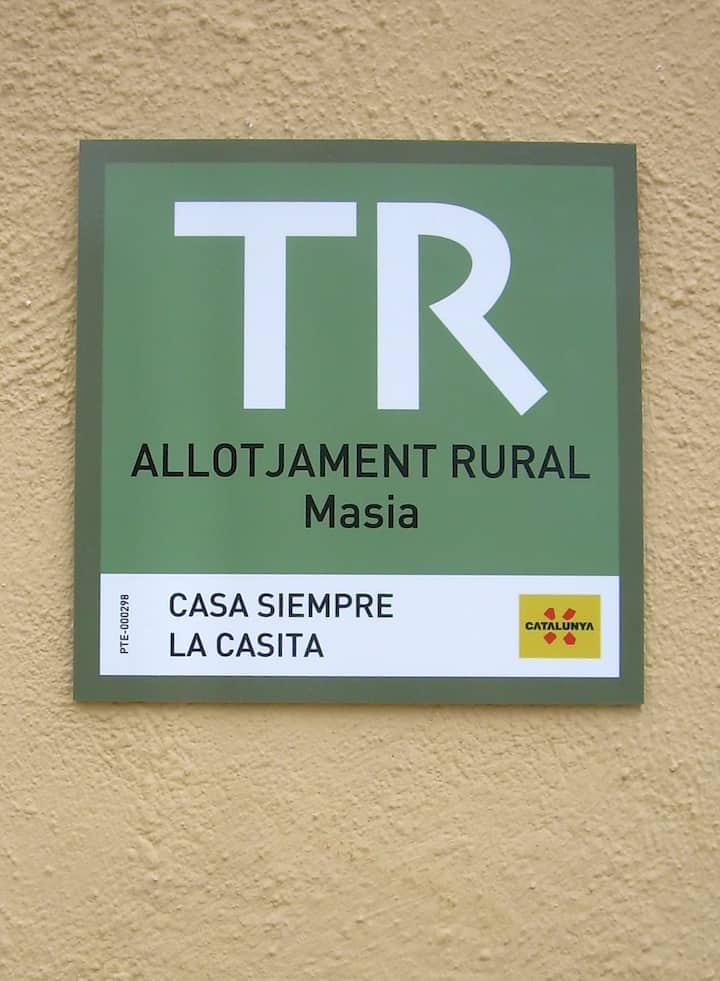 TR
ALLOTJAMENT RURAL
Masia
PTE-000298
CASA SIEMPRE
LA CASITA
CATALUNYA